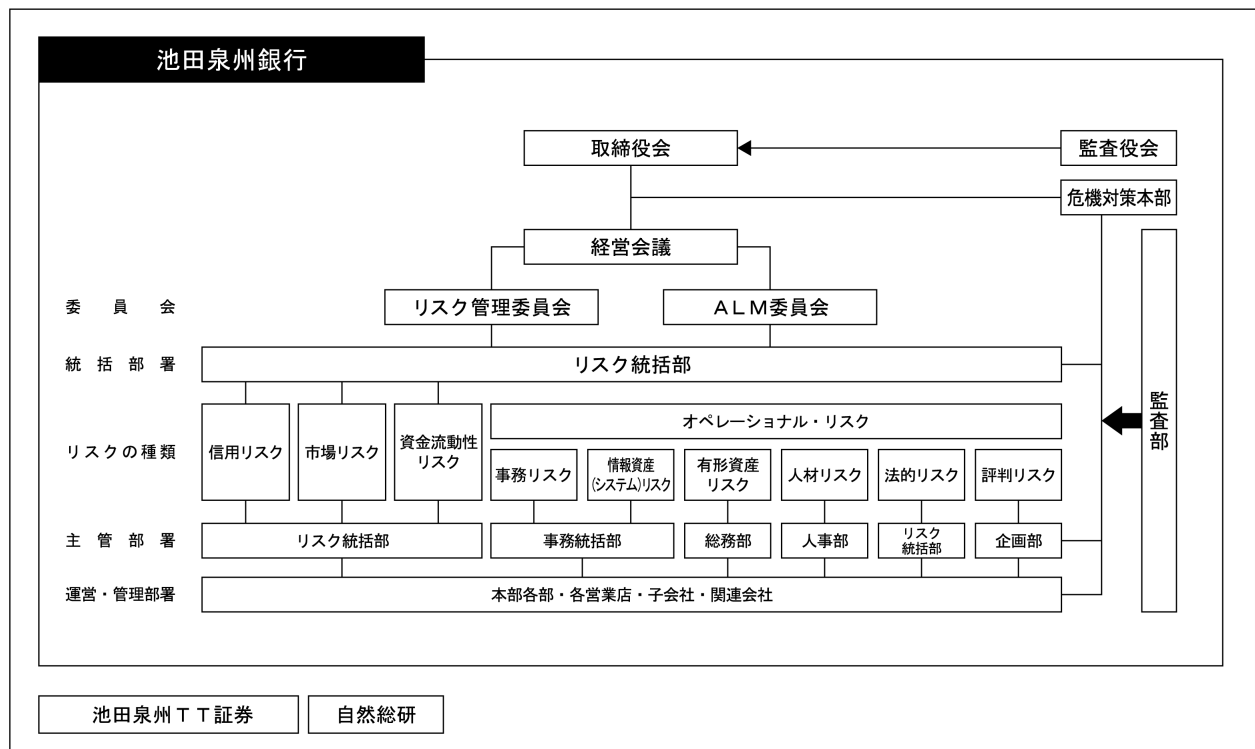 池田泉州銀行
取締役会
監査役会
危機対策本部
経営会議
委員会
リスク管理委員会
ALM委員会
統括部署
リスク統括部
監査部
リスクの種類
信用リスク
市場リスク
資金流動性
リスク
オペレーショナル・リスク
事務リスク
情報資産
(システム)リスク
有形資産
リスク
人材リスク
法的リスク
評判リスク
主管部署
リスク統括部
事務統括部
総務部
人事部
リスク
統括部
企画部
運営・管理部署
本部各部・各営業店・子会社・関連会社
池田泉州TT証券
自然総研